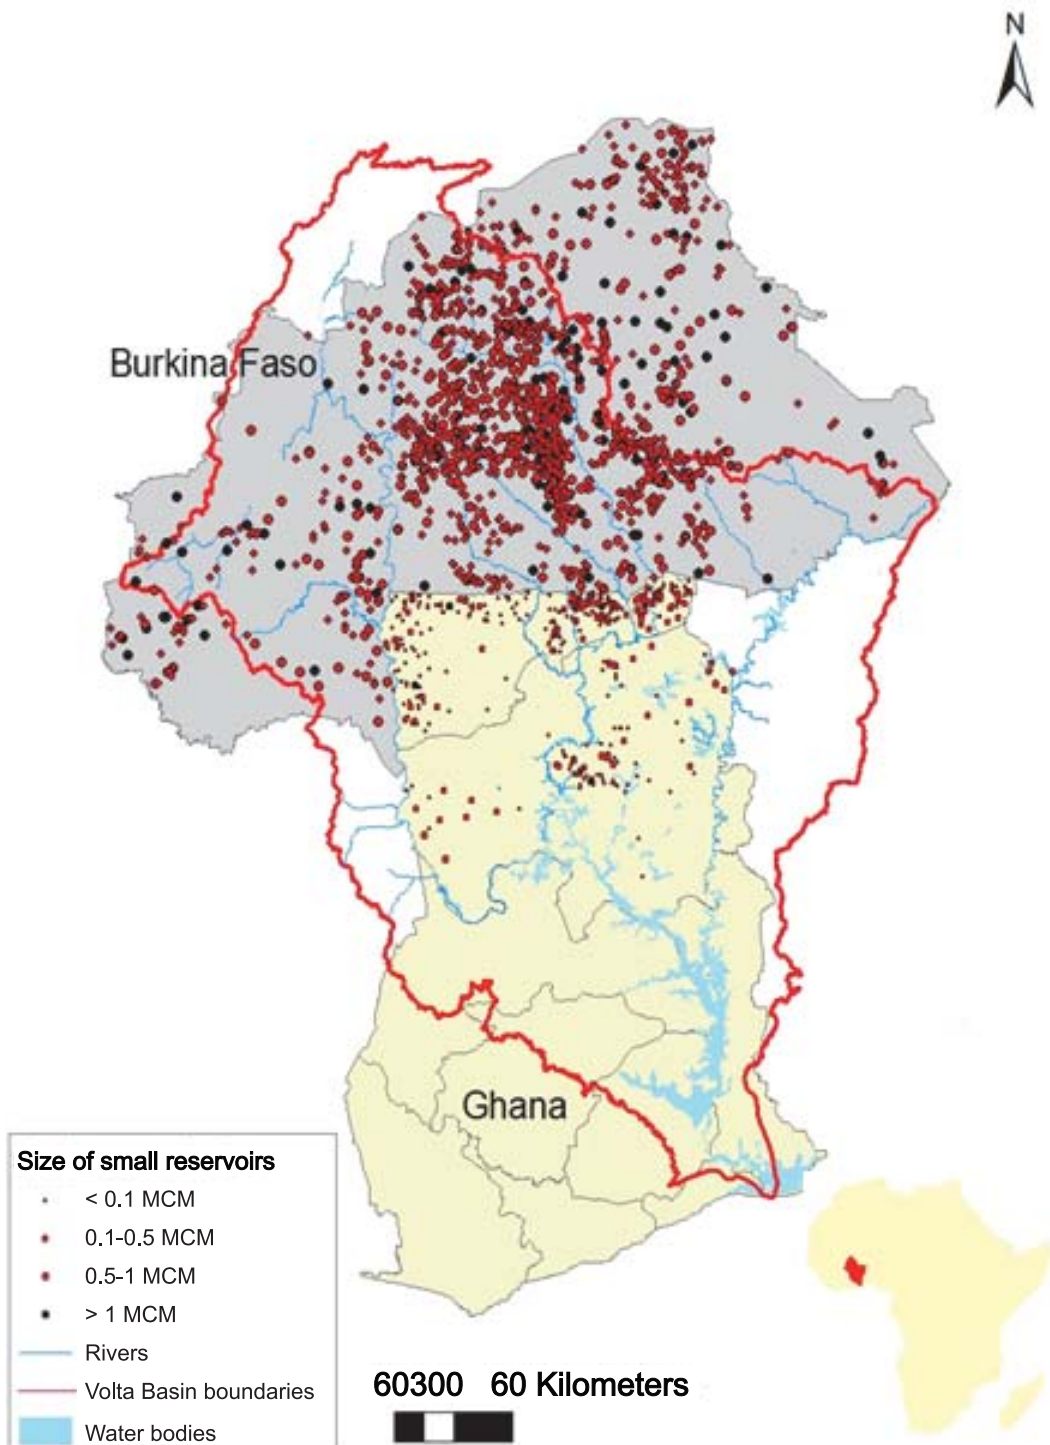 N
Burkina Faso
Ghana
Size of small reservoirs
< 0.1 MCM
0.1-0.5 MCM
0.5-1 MCM
> 1 MCM
Rivers
Volta Basin boundaries
Water bodies
60300 60 Kilometers